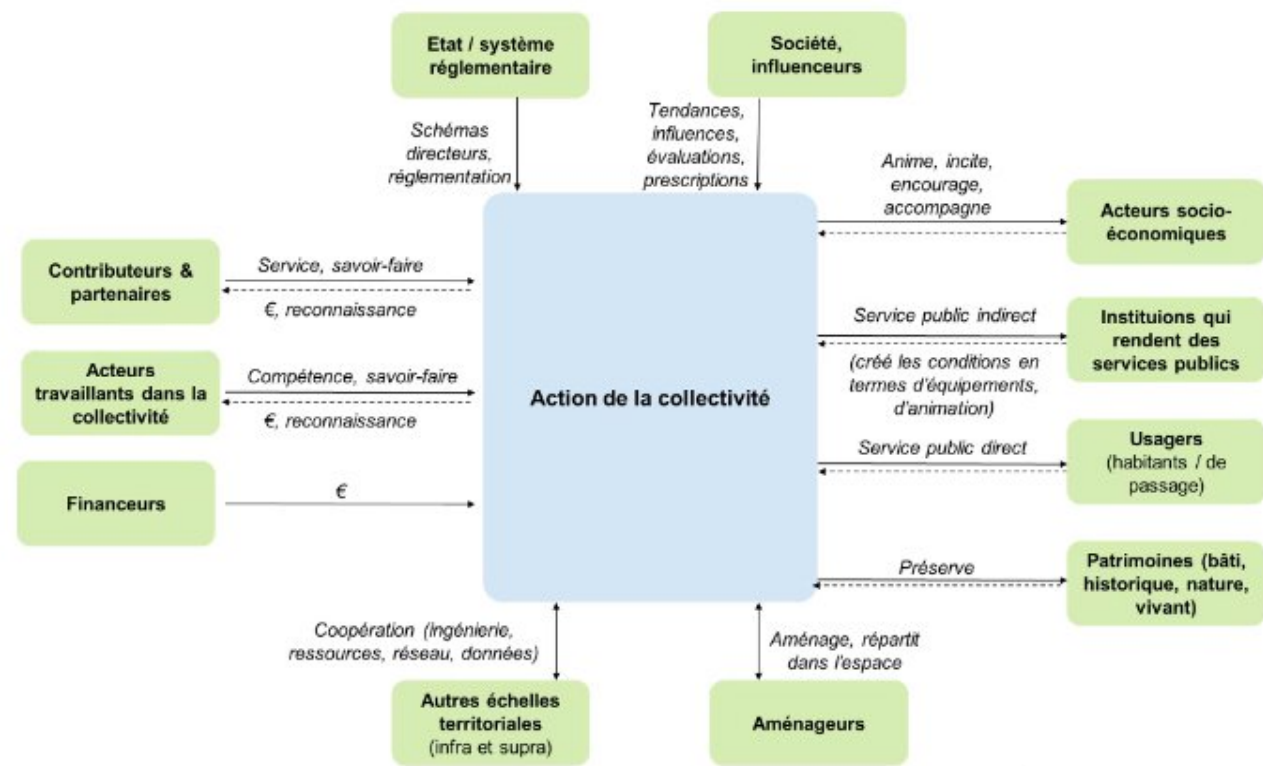 Etat / système
réglementaire
Société,
influenceurs
Schémas
directeurs,
réglementation
Tendances,
influences,
évaluations,
prescriptions
Anime, incite,
encourage,
accompagne
Acteurs socio-
économiques
Contributeurs &
partenaires
Service, savoir-faire
€, reconnaissance
Service public indirect
(créé les conditions en
termes d'équipements,
d'animation)
Instituions qui
rendent des
services publics
Acteurs
travaillants dans la
collectivité
Compétence, savoir-faire
€, reconnaissance
Action de la collectivité
Service public direct
Usagers
(habitants / de
passage)
Financeurs
€
Préserve
Patrimoines (bâti,
historique, nature,
vivant)
Coopération (ingénierie,
ressources, réseau, données)
Aménage, répartit
dans l'espace
Autres échelles
territoriales
(infra et supra)
Aménageurs